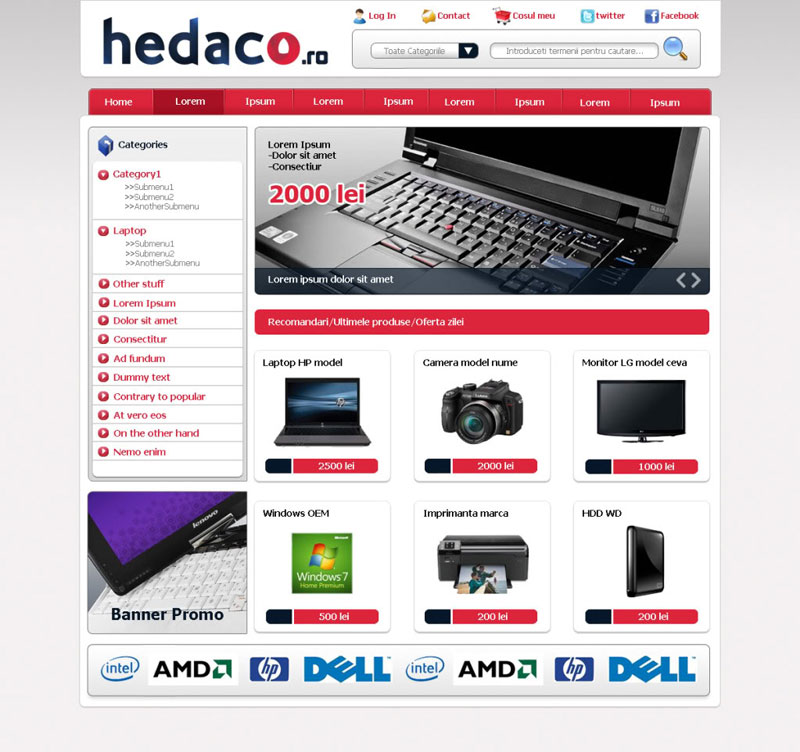 hedaco.ro
Log In
Contact
Cosul meu
twitter
Facebook
Toate Categoriile
Introduceti termenii pentru cautare...
Home
Lorem
Ipsum
Lorem
Ipsum
Lorem
Ipsum
Lorem
Ipsum
Categories
Category1
>>Submenu1
>>Submenu2
>>AnotherSubmenu
Laptop
>>Submenu1
>>Submenu2
>>AnotherSubmenu
Other stuff
Lorem Ipsum
Dolor sit amet
Consectitur
Ad fundum
Dummy text
Contrary to popular
At vero eos
On the other hand
Nemo enim
Lorem Ipsum
-Dolor sit amet
-Consectiur
2000 lei
Lorem ipsum dolor sit amet
Recomandari/Ultimele produse/Oferta zilei
Laptop HP model
2500 lei
Camera model nume
2000 lei
Monitor LG model ceva
1000 lei
lenovo
Banner Promo
Windows OEM
Windows 7
Home Premium
500 lei
Imprimanta marca
200 lei
HDD WD
200 lei
intel
AMD
hp
DELL
intel
AMD
hp
DELL